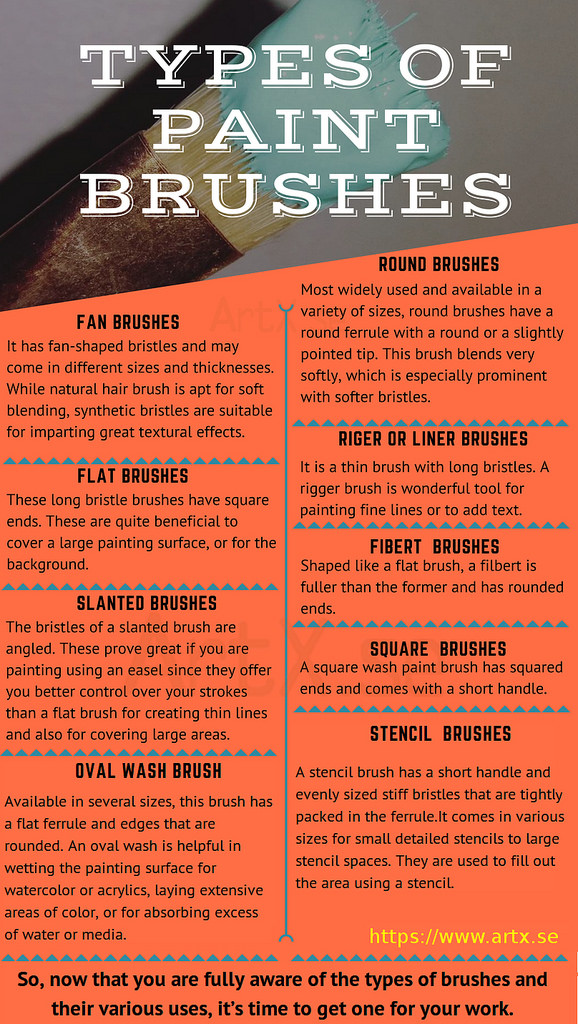 TYPES OF
PAINT
BRUSHES
FAN BRUSHES
It has fan-shaped bristles and may
come in different sizes and thicknesses.
While natural hair brush is apt for soft
blending, synthetic bristles are suitable
for imparting great textural effects.
FLAT BRUSHES
These long bristle brushes have square
ends. These are quite beneficial to
cover a large painting surface, or for the
background.
SLANTED BRUSHES
The bristles of a slanted brush are
angled. These prove great if you are
painting using an easel since they offer
you better control over your strokes
than a flat brush for creating thin lines
and also for covering large areas.
OVAL WASH BRUSH
Available in several sizes, this brush has
a flat ferrule and edges that are
rounded. An oval wash is helpful in
wetting the painting surface for
watercolor or acrylics, laying extensive
areas of color, or for absorbing excess
of water or media.
ROUND BRUSHES
Most widely used and available in a
variety of sizes, round brushes have a
round ferrule with a round or a slightly
pointed tip. This brush blends very
softly, which is especially prominent
with softer bristles.
RIGER OR LINER BRUSHES
It is a thin brush with long bristles. A
rigger brush is wonderful tool for
painting fine lines or to add text.
FIBERT BRUSHES
Shaped like a flat brush, a filbert is
fuller than the former and has rounded
ends.
SQUARE BRUSHES
A square wash paint brush has squared
ends and comes with a short handle.
STENCIL BRUSHES
A stencil brush has a short handle and
evenly sized stiff bristles that are tightly
packed in the ferrule.It comes in various
sizes for small detailed stencils to large
stencil spaces. They are used to fill out
the area using a stencil.
https://www.artx.se
So, now that you are fully aware of the types of brushes and
their various uses, it's time to get one for your work.